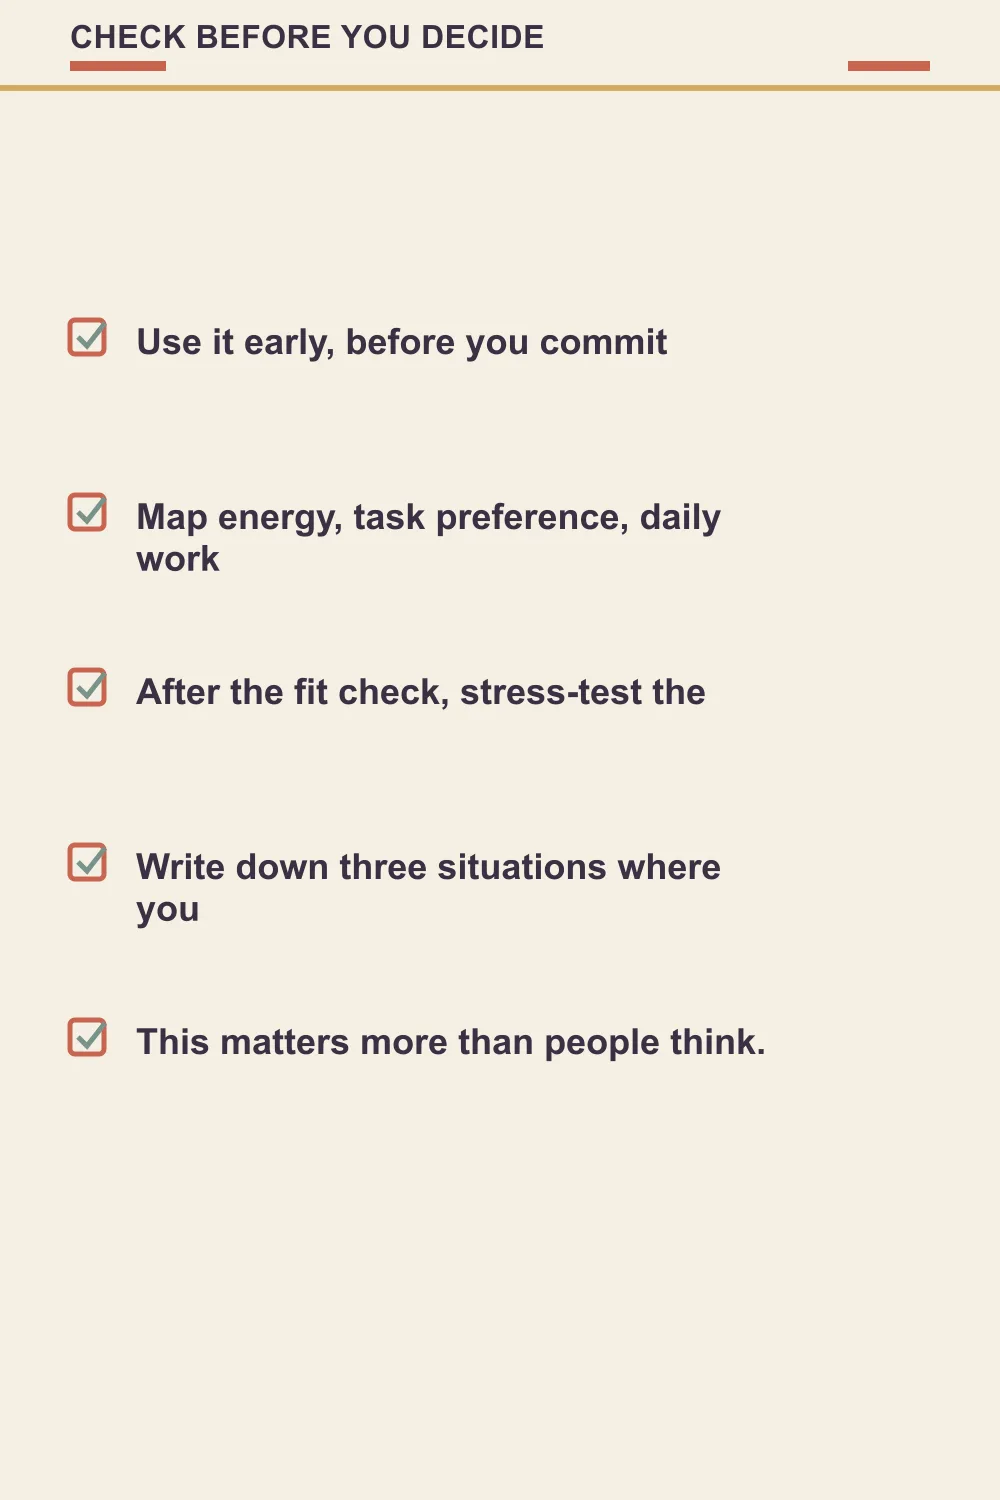 CHECK BEFORE YOU DECIDE
Use it early, before you commit
Map energy, task preference, daily
work
After the fit check, stress-test the
Write down three situations where
you
This matters more than people think.